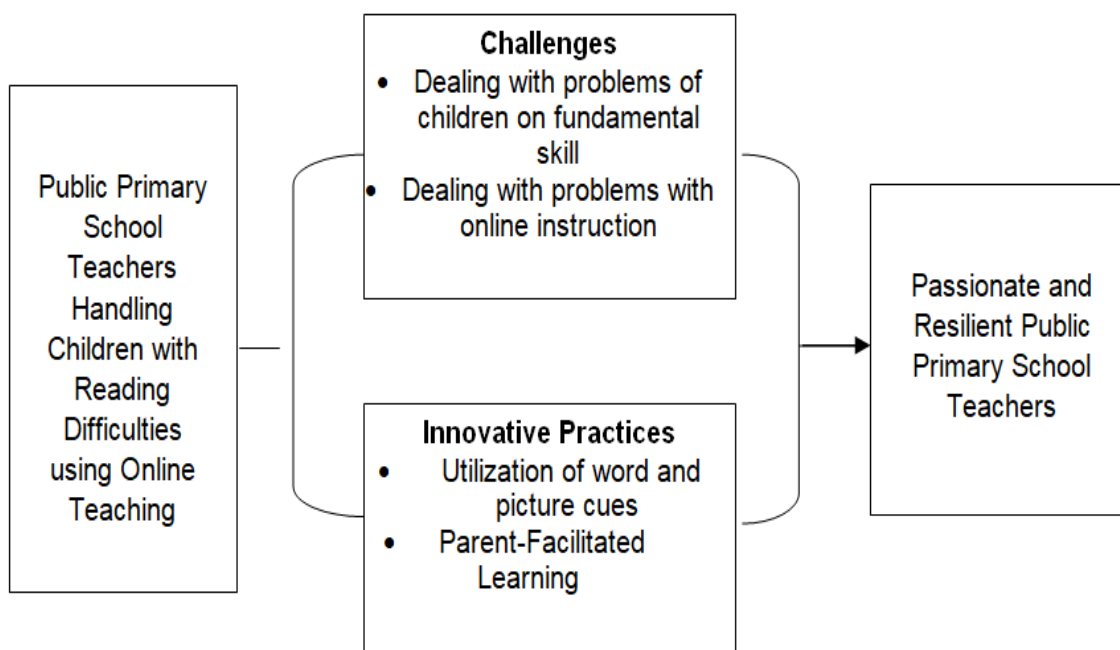 Public Primary
School
Teachers
Handling
Children with
Reading
Difficulties
using Online
Teaching
Challenges
• Dealing with problems of
children on fundamental
skill
• Dealing with problems with
online instruction
Innovative Practices
• Utilization of word and
picture cues
• Parent-Facilitated
Learning
Passionate and
Resilient Public
Primary School
Teachers